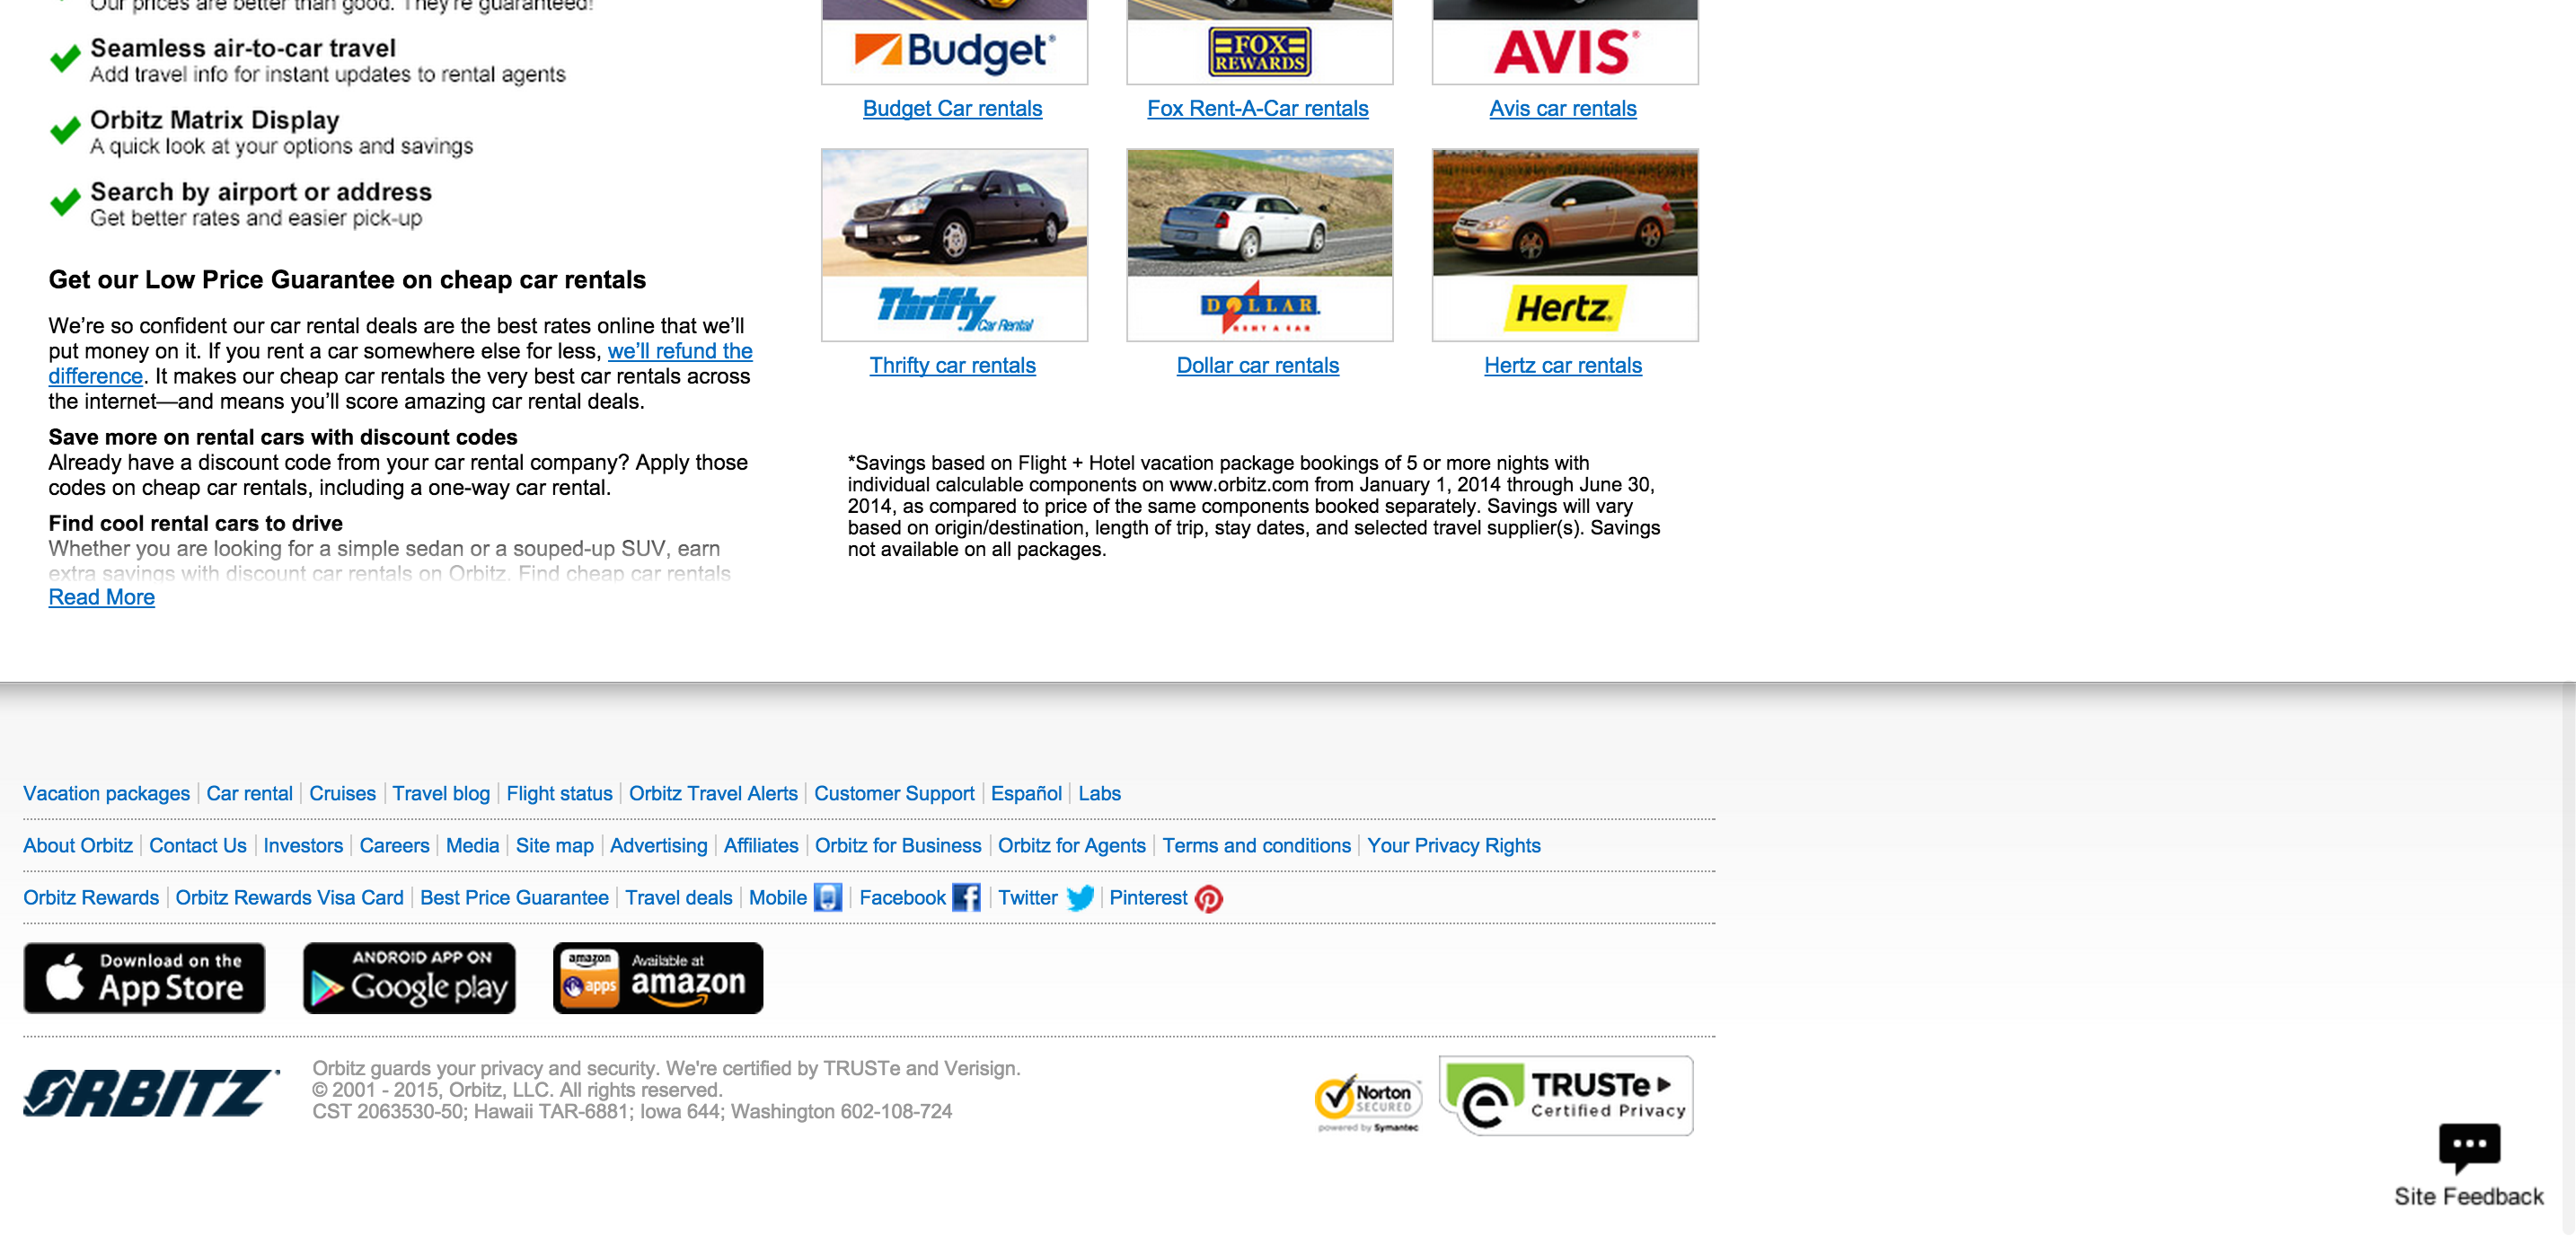 Our prices are better than good. They're guaranteed!
Seamless air-to-car travel
Add travel info for instant updates to rental agents
Orbitz Matrix Display
A quick look at your options and savings
Search by airport or address
Get better rates and easier pick-up
Get our Low Price Guarantee on cheap car rentals
We’re so confident our car rental deals are the best rates online that we’ll
put money on it. If you rent a car somewhere else for less, we’ll refund the
difference. It makes our cheap car rentals the very best car rentals across
the internet—and means you’ll score amazing car rental deals.
Save more on rental cars with discount codes
Already have a discount code from your car rental company? Apply those
codes on cheap car rentals, including a one-way car rental.
Find cool rental cars to drive
Whether you are looking for a simple sedan or a souped-up SUV, earn
extra savings with discount car rentals on Orbitz. Find cheap car rentals
Read More
Budget®
FOX
REWARDS
AVIS®
Budget Car rentals
Fox Rent-A-Car rentals
Avis car rentals
Thrifty
Car Rental
DOLLAR
RENT A CAR
Hertz
Thrifty car rentals
Dollar car rentals
Hertz car rentals
*Savings based on Flight + Hotel vacation package bookings of 5 or more nights with
individual calculable components on www.orbitz.com from January 1, 2014 through June 30,
2014, as compared to price of the same components booked separately. Savings will vary
based on origin/destination, length of trip, stay dates, and selected travel supplier(s). Savings
not available on all packages.
Vacation packages | Car rental | Cruises | Travel blog | Flight status | Orbitz Travel Alerts | Customer Support | Español | Labs
About Orbitz | Contact Us | Investors | Careers | Media | Site map | Advertising | Affiliates | Orbitz for Business | Orbitz for Agents | Terms and conditions | Your Privacy Rights
Orbitz Rewards | Orbitz Rewards Visa Card | Best Price Guarantee | Travel deals | Mobile | Facebook | Twitter | Pinterest
Download on the
App Store
ANDROID APP ON
Google play
amazon
apps
Available at
amazon
ORBITZ
Orbitz guards your privacy and security. We're certified by TRUSTe and Verisign.
© 2001 - 2015, Orbitz, LLC. All rights reserved.
CST 2063530-50; Hawaii TAR-6881; Iowa 644; Washington 602-108-724
Norton
SECURED
powered by Symantec
TRUSTe
Certified Privacy
Site Feedback